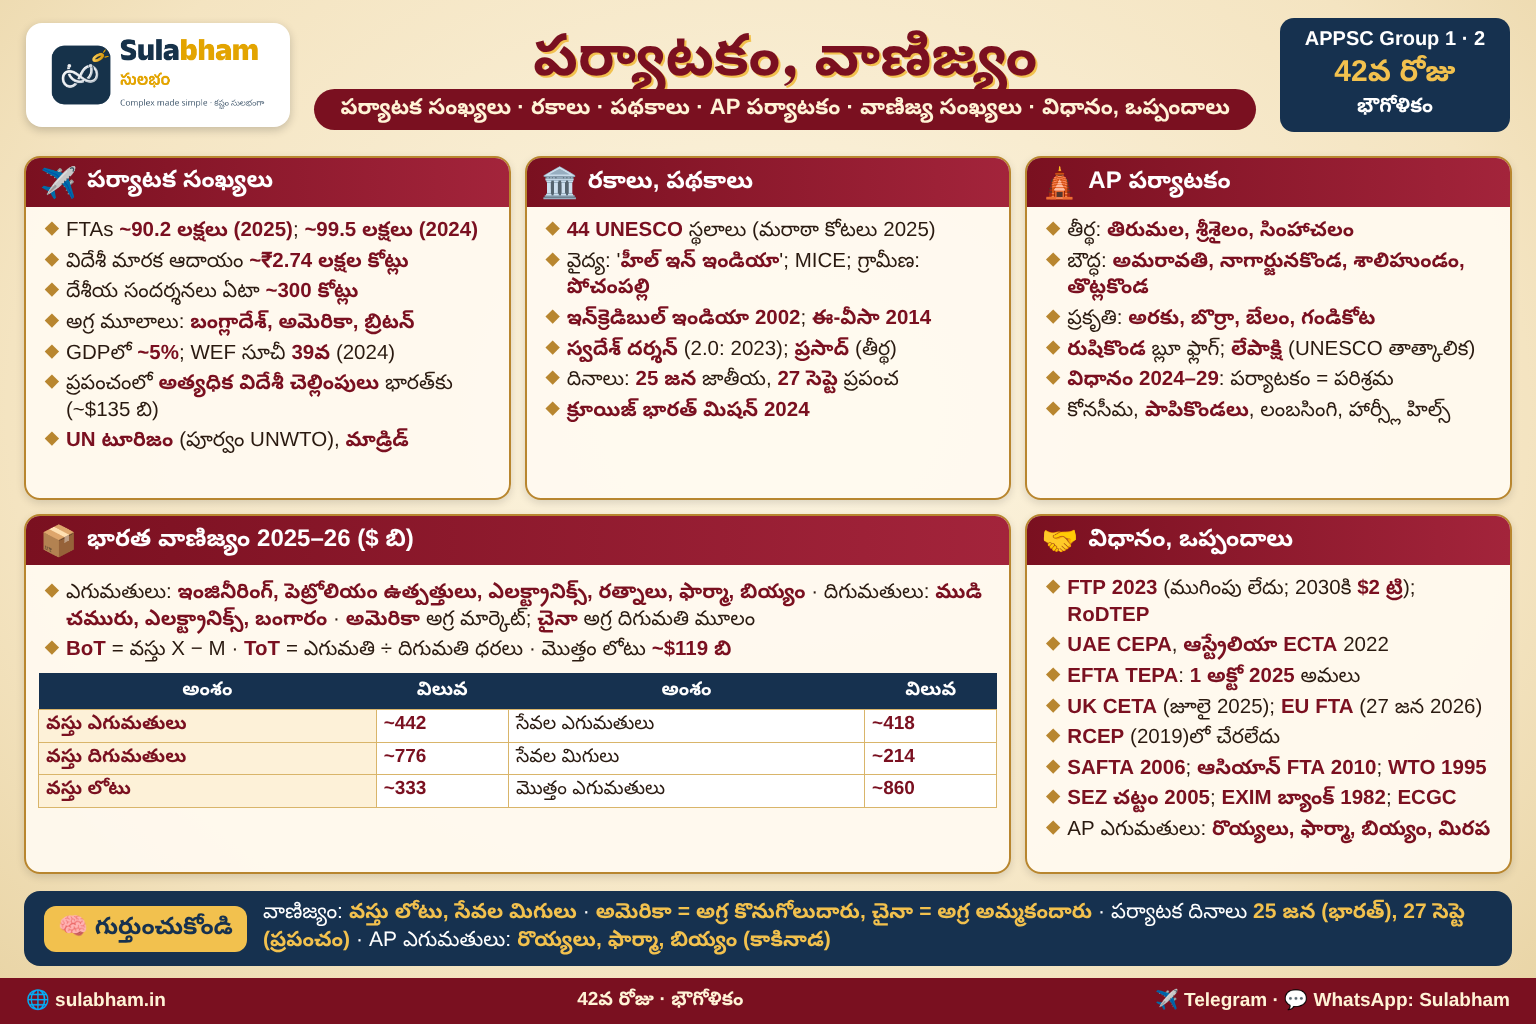 Sulabham
సులభం
Complex made simple · కష్టం సులభంగా
పర్యాటకం, వాణిజ్యం
పర్యాటక సంఖ్యలు · రకాలు · పథకాలు · AP పర్యాటకం · వాణిజ్య సంఖ్యలు · విధానం, ఒప్పందాలు
APPSC Group 1 · 2
42వ రోజు
భౌగోళికం
✈️ పర్యాటక సంఖ్యలు
◆ FTAs ~90.2 లక్షలు (2025); ~99.5 లక్షలు (2024)
◆ విదేశీ మారక ఆదాయం ~₹2.74 లక్షల కోట్లు
◆ దేశీయ సందర్శనలు ఏటా ~300 కోట్లు
◆ అగ్ర మూలాలు: బంగ్లాదేశ్, అమెరికా, బ్రిటన్
◆ GDPలో ~5%; WEF సూచీ 39వ (2024)
◆ ప్రపంచంలో అత్యధిక విదేశీ చెల్లింపులు భారత్‌కు
(~$135 బి)
◆ UN టూరిజం (పూర్వం UNWTO), మాడ్రిడ్
🏛️ రకాలు, పథకాలు
◆ 44 UNESCO స్థలాలు (మరాఠా కోటలు 2025)
◆ వైద్య: 'హీల్ ఇన్ ఇండియా'; MICE; గ్రామీణ:
పోచంపల్లి
◆ ఇన్‌క్రెడిబుల్ ఇండియా 2002; ఈ-వీసా 2014
◆ స్వదేశ్ దర్శన్ (2.0: 2023); ప్రసాద్ (తీర్థ)
◆ దినాలు: 25 జన జాతీయ, 27 సెప్టె ప్రపంచ
◆ క్రూయిజ్ భారత్ మిషన్ 2024
🛕 AP పర్యాటకం
◆ తీర్థ: తిరుమల, శ్రీశైలం, సింహాచలం
◆ బౌద్ధ: అమరావతి, నాగార్జునకొండ, శాలిహుండం,
తొట్లకొండ
◆ ప్రకృతి: అరకు, బొర్రా, బేలం, గండికోట
◆ రుషికొండ బ్లూ ఫ్లాగ్; లేపాక్షి (UNESCO తాత్కాలిక)
◆ విధానం 2024–29: పర్యాటకం = పరిశ్రమ
◆ కోనసీమ, పాపికొండలు, లంబసింగి, హార్స్లీ హిల్స్
📦 భారత వాణిజ్యం 2025–26 ($ బి)
◆ ఎగుమతులు: ఇంజినీరింగ్, పెట్రోలియం ఉత్పత్తులు, ఎలక్ట్రానిక్స్, రత్నాలు, ఫార్మా, బియ్యం · దిగుమతులు: ముడి
చమురు, ఎలక్ట్రానిక్స్, బంగారం · అమెరికా అగ్ర మార్కెట్; చైనా అగ్ర దిగుమతి మూలం
◆ BoT = వస్తు X − M · ToT = ఎగుమతి ÷ దిగుమతి ధరలు · మొత్తం లోటు ~$119 బి
అంశం విలువ అంశం విలువ
వస్తు ఎగుమతులు ~442 సేవల ఎగుమతులు ~418
వస్తు దిగుమతులు ~776 సేవల మిగులు ~214
వస్తు లోటు ~333 మొత్తం ఎగుమతులు ~860
🤝 విధానం, ఒప్పందాలు
◆ FTP 2023 (ముగింపు లేదు; 2030కి $2 ట్రి);
RoDTEP
◆ UAE CEPA, ఆస్ట్రేలియా ECTA 2022
◆ EFTA TEPA: 1 అక్టో 2025 అమలు
◆ UK CETA (జూలై 2025); EU FTA (27 జన 2026)
◆ RCEP (2019)లో చేరలేదు
◆ SAFTA 2006; ఆసియాన్ FTA 2010; WTO 1995
◆ SEZ చట్టం 2005; EXIM బ్యాంక్ 1982; ECGC
◆ AP ఎగుమతులు: రొయ్యలు, ఫార్మా, బియ్యం, మిరప
🧠 గుర్తుంచుకోండి
వాణిజ్యం: వస్తు లోటు, సేవల మిగులు · అమెరికా = అగ్ర కొనుగోలుదారు, చైనా = అగ్ర అమ్మకందారు · పర్యాటక దినాలు 25 జన (భారత్), 27 సెప్టె
(ప్రపంచం) · AP ఎగుమతులు: రొయ్యలు, ఫార్మా, బియ్యం (కాకినాడ)
🌐 sulabham.in
42వ రోజు · భౌగోళికం
✈️ Telegram · 💬 WhatsApp: Sulabham